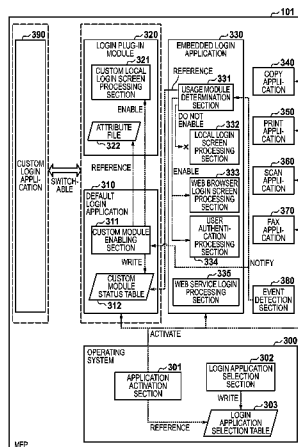 101
390
CUSTOM LOGIN APPLI-
CATION
SWITCH-
ABLE
320
LOGIN PLUG-IN
MODULE
321
CUSTOM LOCAL
LOGIN SCREEN
PROCESSING
SECTION
ENABLE
ATTRIBUTE
FILE
322
REFERENCE
310
DEFAULT
LOGIN
APPLICATION
311
CUSTOM MODULE
ENABLING SECTION
WRITE
CUSTOM
MODULE
STATUS TABLE
312
330
EMBEDDED LOGIN
APPLICATION
REFERENCE
331
USAGE MODULE
DETERMINATION
SECTION
DO NOT
ENABLE
332
LOCAL LOGIN
SCREEN
PROCESSING
SECTION
333
ENABLE
WEB BROWSER
LOGIN SCREEN
PROCESSING
SECTION
USER
AUTHENTI-
CATION
PROCESSING
SECTION
334
335
WEB SERVICE LOGIN
PROCESSING SECTION
NOTIFY
340
COPY
APPLI-
CATION
350
PRINT
APPLI-
CATION
360
SCAN
APPLI-
CATION
370
FAX
APPLI-
CATION
380
EVENT
DETECTION
SECTION
ACTIVATE
300
OPERATING
SYSTEM
301
APPLICATION
ACTIVATION
SECTION
302
LOGIN APPLICATION
SELECTION
SECTION
WRITE
303
LOGIN
APPLICATION
SELECTION TABLE
REFERENCE
MFP